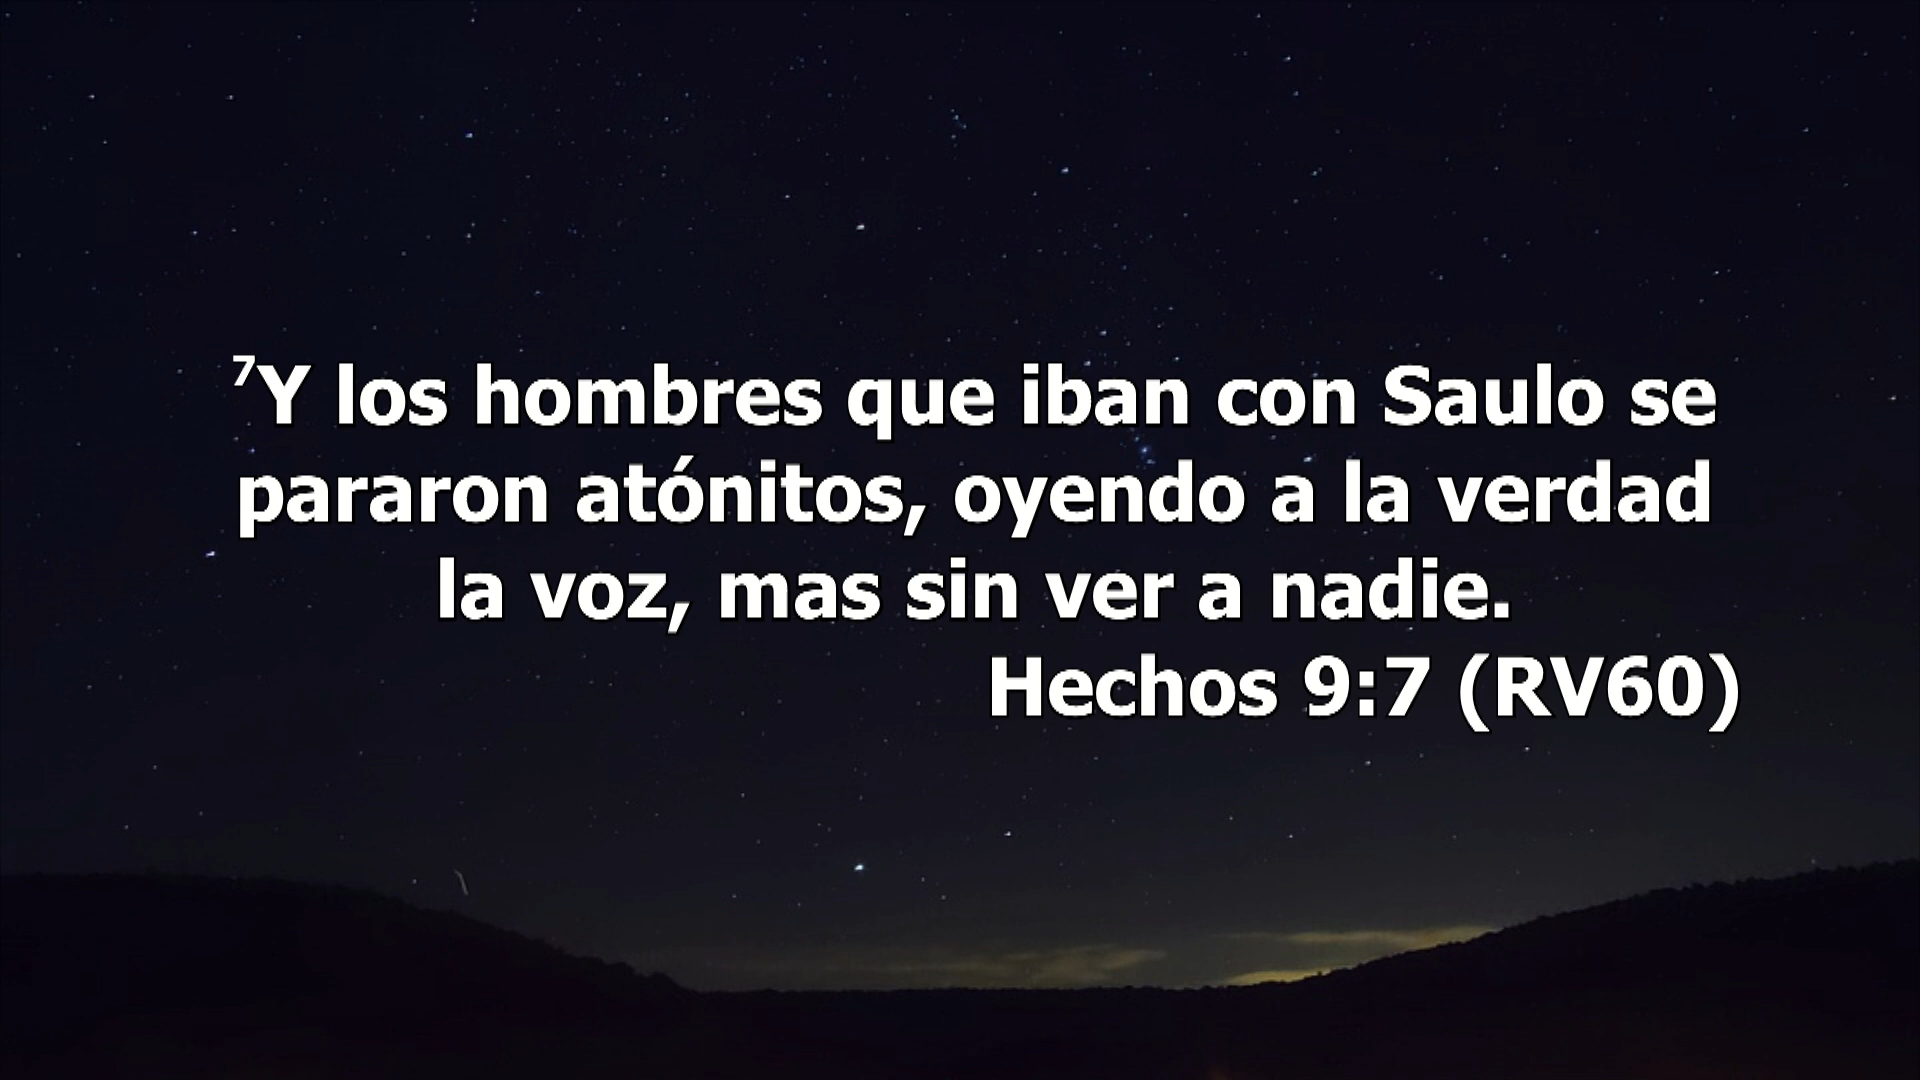 ⁷Y los hombres que iban con Saulo se
pararon atónitos, oyendo a la verdad
la voz, mas sin ver a nadie.
Hechos 9:7 (RV60)